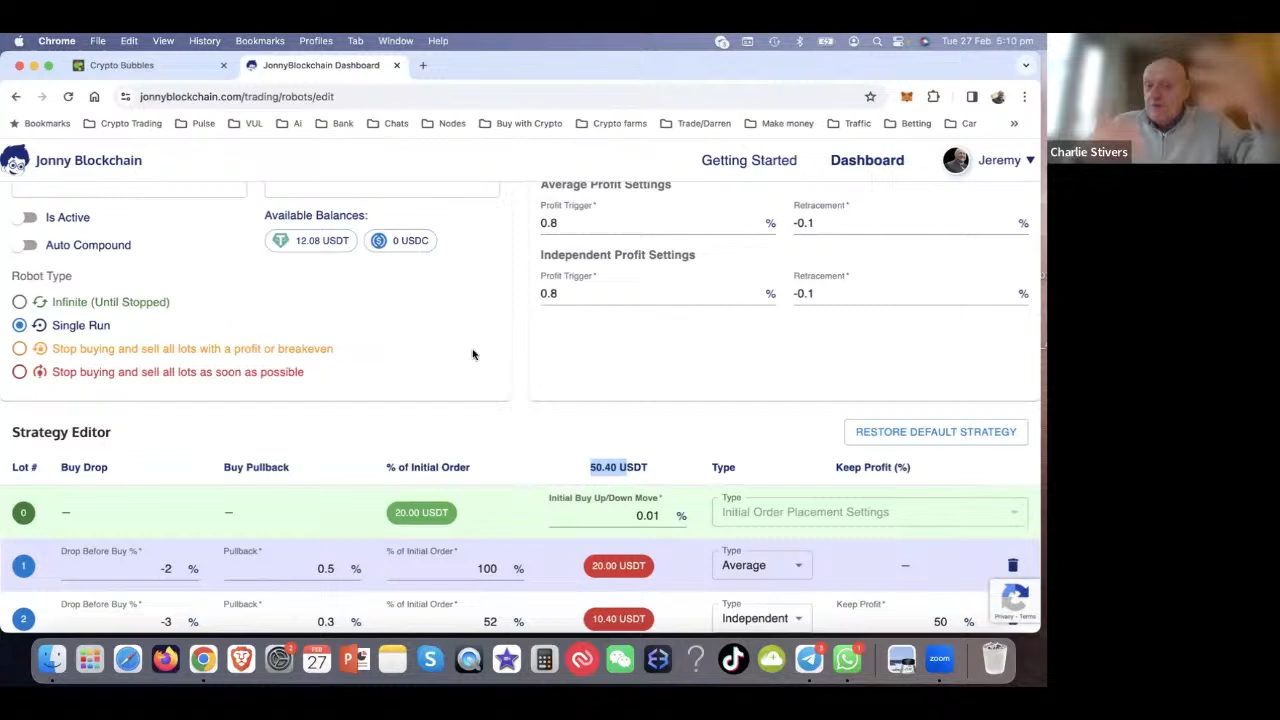 Chrome File Edit View History Bookmarks Profiles Tab Window Help Tue 27 Feb 5:10 pm
Crypto Bubbles JonnyBlockchain Dashboard
jonnyblockchain.com/trading/robots/edit
Bookmarks Crypto Trading Pulse VUL Ai Bank Chats Nodes Buy with Crypto Crypto farms Trade/Darren Make money Traffic Betting Car »
Charlie Stivers
Jonny Blockchain Getting Started Dashboard Jeremy
Is Active
Auto Compound
Available Balances:
12.08 USDT 0 USDC
Robot Type
Infinite (Until Stopped)
Single Run
Stop buying and sell all lots with a profit or breakeven
Stop buying and sell all lots as soon as possible
Average Profit Settings
Profit Trigger* Retracement*
0.8 % -0.1 %
Independent Profit Settings
Profit Trigger* Retracement*
0.8 % -0.1 %
Strategy Editor RESTORE DEFAULT STRATEGY
Lot # Buy Drop Buy Pullback % of Initial Order 50.40 USDT Type Keep Profit (%)
Initial Buy Up/Down Move* Type
0 – – 20.00 USDT 0.01 % Initial Order Placement Settings
Drop Before Buy %* Pullback* % of Initial Order* Type
1 -2 % 0.5 % 100 % 20.00 USDT Average –
Drop Before Buy %* Pullback* % of Initial Order* Type Keep Profit*
2 -3 % 0.3 % 52 % 10.40 USDT Independent 50 %
Privacy - Terms
FEB
27
2
3
1
zoom